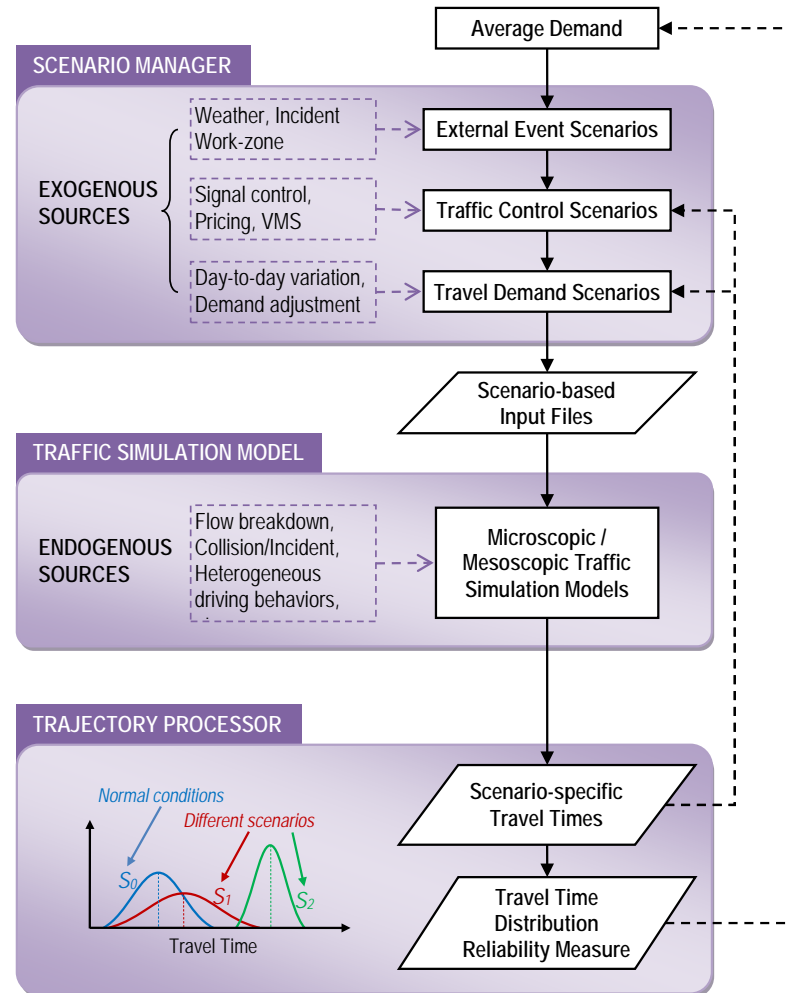 Average Demand
SCENARIO MANAGER
Weather, Incident
Work-zone
External Event Scenarios
EXOGENOUS
SOURCES
Signal control,
Pricing, VMS
Traffic Control Scenarios
Day-to-day variation,
Demand adjustment
Travel Demand Scenarios
Scenario-based
Input Files
TRAFFIC SIMULATION MODEL
ENDOGENOUS
SOURCES
Flow breakdown,
Collision/Incident,
Heterogeneous
driving behaviors,
Microscopic /
Mesoscopic Traffic
Simulation Models
TRAJECTORY PROCESSOR
Normal conditions
Different scenarios
S0
S1
S2
Travel Time
Scenario-specific
Travel Times
Travel Time
Distribution
Reliability Measure